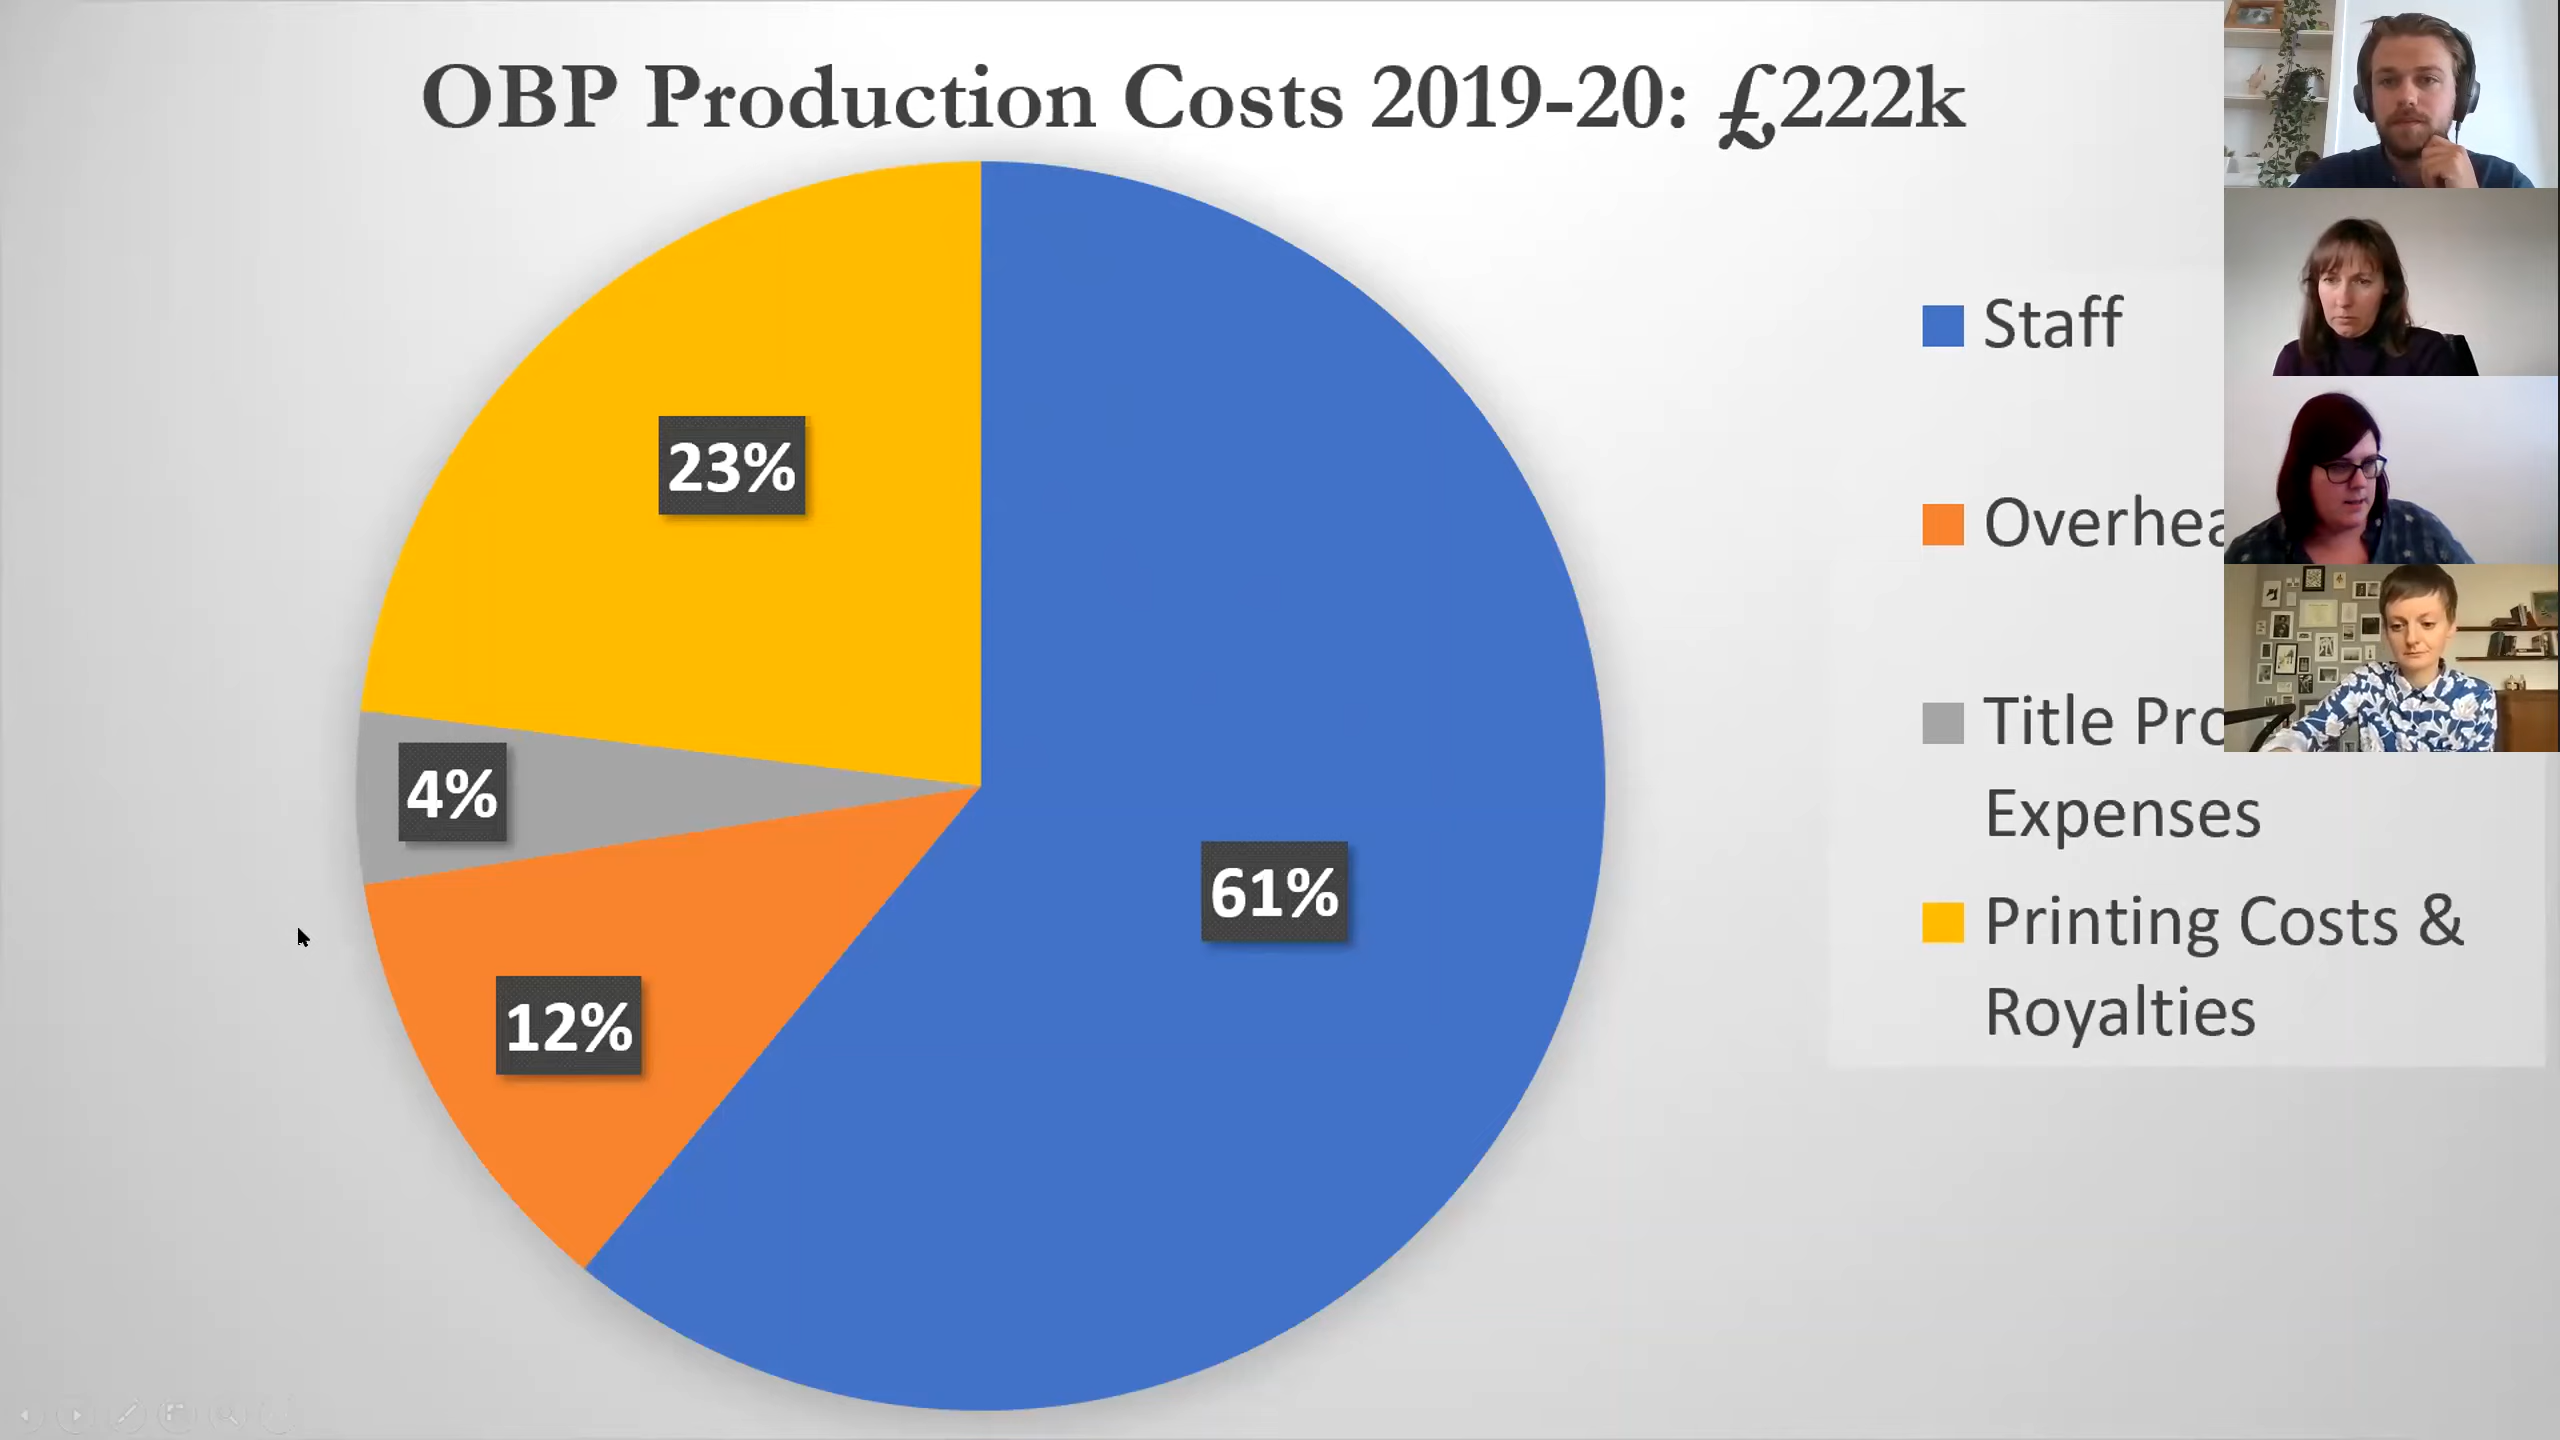 OBP Production Costs 2019-20: £222k
23%
4%
12%
61%
Staff
Overhea
Title Pro
Expenses
Printing Costs &
Royalties